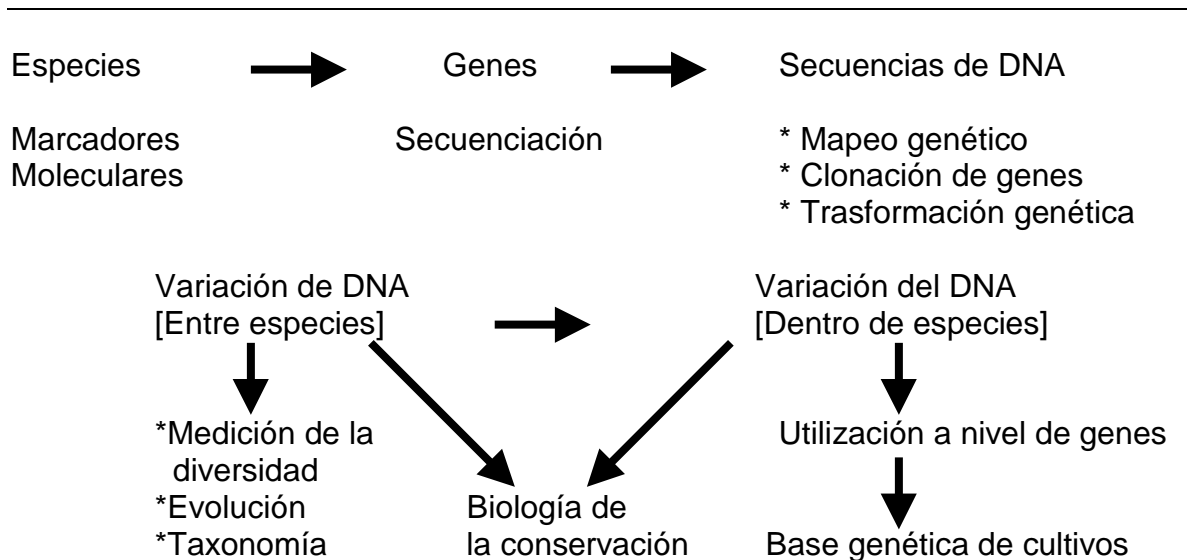 Especies Genes Secuencias de DNA
Marcadores Secuenciación * Mapeo genético
Moleculares * Clonación de genes
* Trasformación genética
Variación de DNA Variación del DNA
[Entre especies] [Dentro de especies]
*Medición de la Utilización a nivel de genes
diversidad
*Evolución Biología de
*Taxonomía la conservación Base genética de cultivos